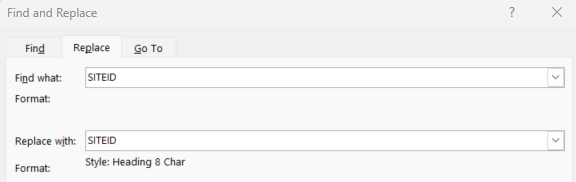 Find and Replace
Find Replace Go To
Find what: SITEID
Format:
Replace with: SITEID
Format: Style: Heading 8 Char